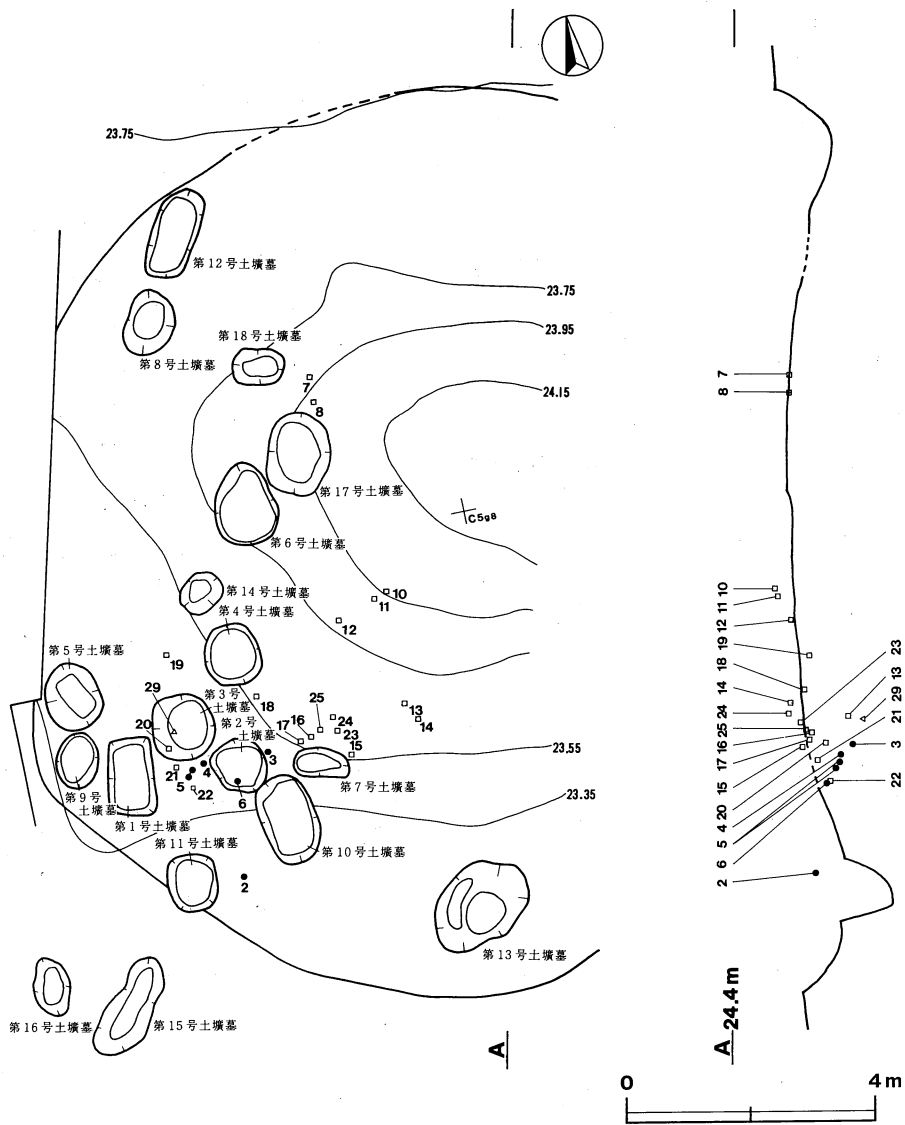 23.75
第12号土壙墓
第8号土壙墓
第18号土壙墓
23.75
23.95
24.15
7
8
第17号土壙墓
C5g8
第6号土壙墓
第14号土壙墓
第4号土壙墓
10
11
12
第5号土壙墓
19
29
20
第3号
土壙墓
18
第2号
土壙墓
17
16
25
24
23
15
13
14
21
5
4
3
22
6
第7号土壙墓
23.55
23.35
第9号
土壙墓
第1号土壙墓
第10号土壙墓
第11号土壙墓
2
第13号土壙墓
第16号土壙墓
第15号土壙墓
A
7
8
10
11
12
19
18
14
24
25
16
17
15
20
4
5
6
2
23
13
29
21
3
22
A 24.4m
0
4m